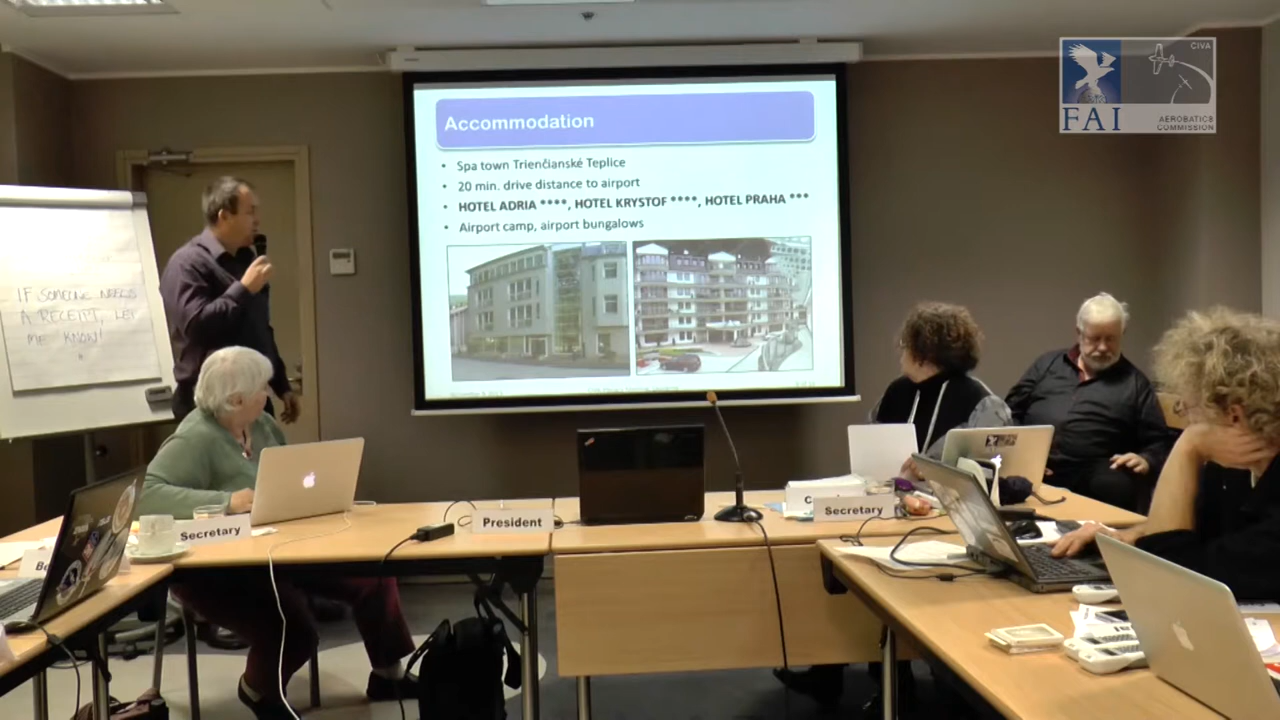 CIVA
FAI
AEROBATICS
COMMISSION
Accommodation
• Spa town Trienčianské Teplice
• 20 min. drive distance to airport
• HOTEL ADRIA ****, HOTEL KRYSTOF ****, HOTEL PRAHA ***
• Airport camp, airport bungalows
IF SOMEONE NEEDS
A RECEIPT, LET
ME KNOW!
Secretary
President
Secretary